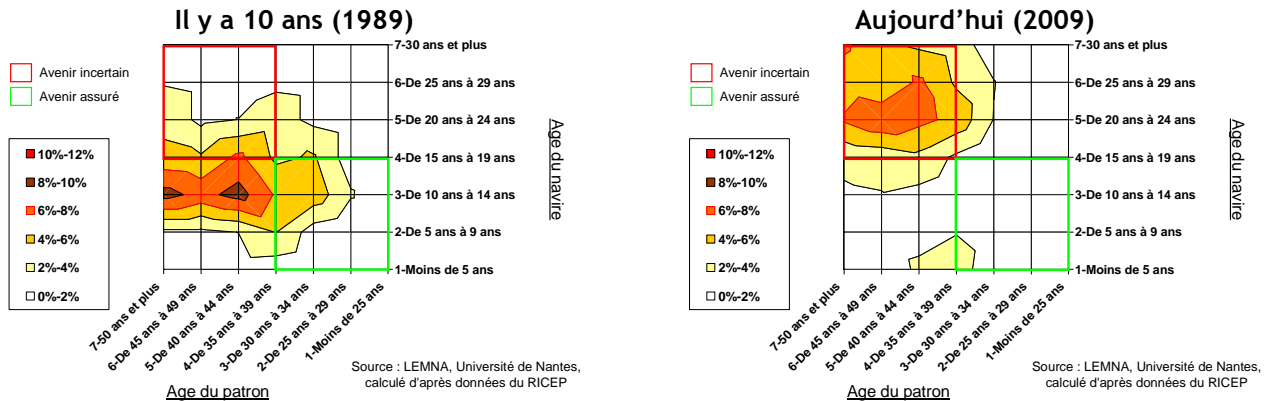 Il y a 10 ans (1989)
Avenir incertain
Avenir assuré
10%-12%
8%-10%
6%-8%
4%-6%
2%-4%
0%-2%
7-30 ans et plus
6-De 25 ans à 29 ans
5-De 20 ans à 24 ans
4-De 15 ans à 19 ans
3-De 10 ans à 14 ans
2-De 5 ans à 9 ans
1-Moins de 5 ans
Age du navire
7-50 ans et plus
6-De 45 ans à 49 ans
5-De 40 ans à 44 ans
4-De 35 ans à 39 ans
3-De 30 ans à 34 ans
2-De 25 ans à 29 ans
1-Moins de 25 ans
Age du patron
Source : LEMNA, Université de Nantes,
calculé d'après données du RICEP
Aujourd'hui (2009)
Avenir incertain
Avenir assuré
10%-12%
8%-10%
6%-8%
4%-6%
2%-4%
0%-2%
7-30 ans et plus
6-De 25 ans à 29 ans
5-De 20 ans à 24 ans
4-De 15 ans à 19 ans
3-De 10 ans à 14 ans
2-De 5 ans à 9 ans
1-Moins de 5 ans
Age du navire
7-50 ans et plus
6-De 45 ans à 49 ans
5-De 40 ans à 44 ans
4-De 35 ans à 39 ans
3-De 30 ans à 34 ans
2-De 25 ans à 29 ans
1-Moins de 25 ans
Age du patron
Source : LEMNA, Université de Nantes,
calculé d'après données du RICEP